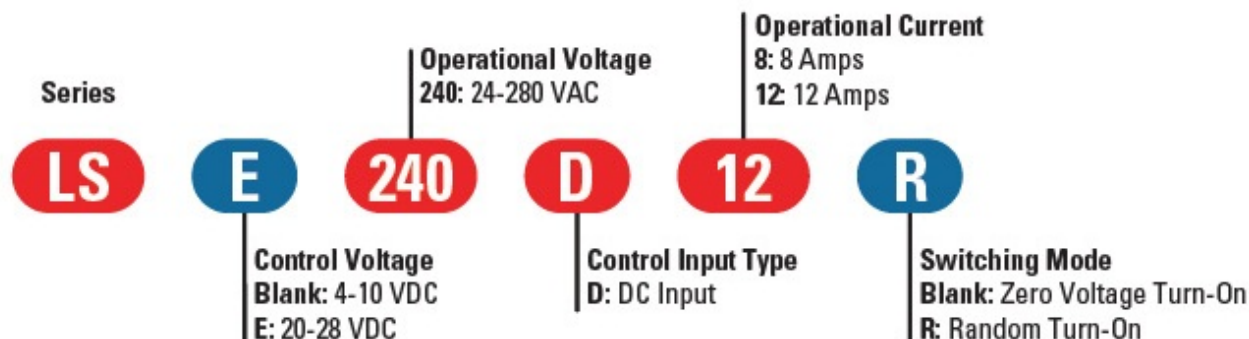 Operational Current
8: 8 Amps
12: 12 Amps
Operational Voltage
240: 24-280 VAC
Series
LS E 240 D 12 R
Control Voltage
Blank: 4-10 VDC
E: 20-28 VDC
Control Input Type
D: DC Input
Switching Mode
Blank: Zero Voltage Turn-On
R: Random Turn-On